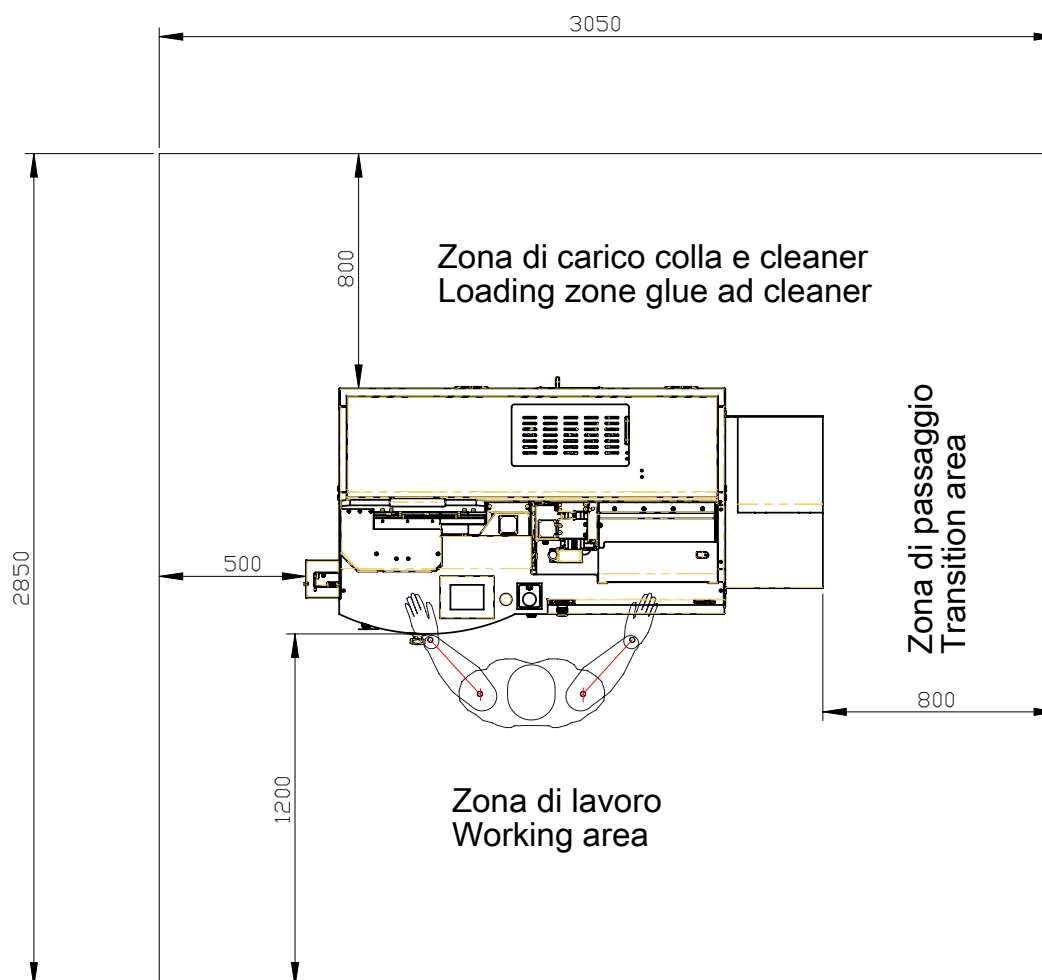 3050
800
Zona di carico colla e cleaner
Loading zone glue ad cleaner
2850
500
Zona di passaggio
Transition area
800
1200
Zona di lavoro
Working area